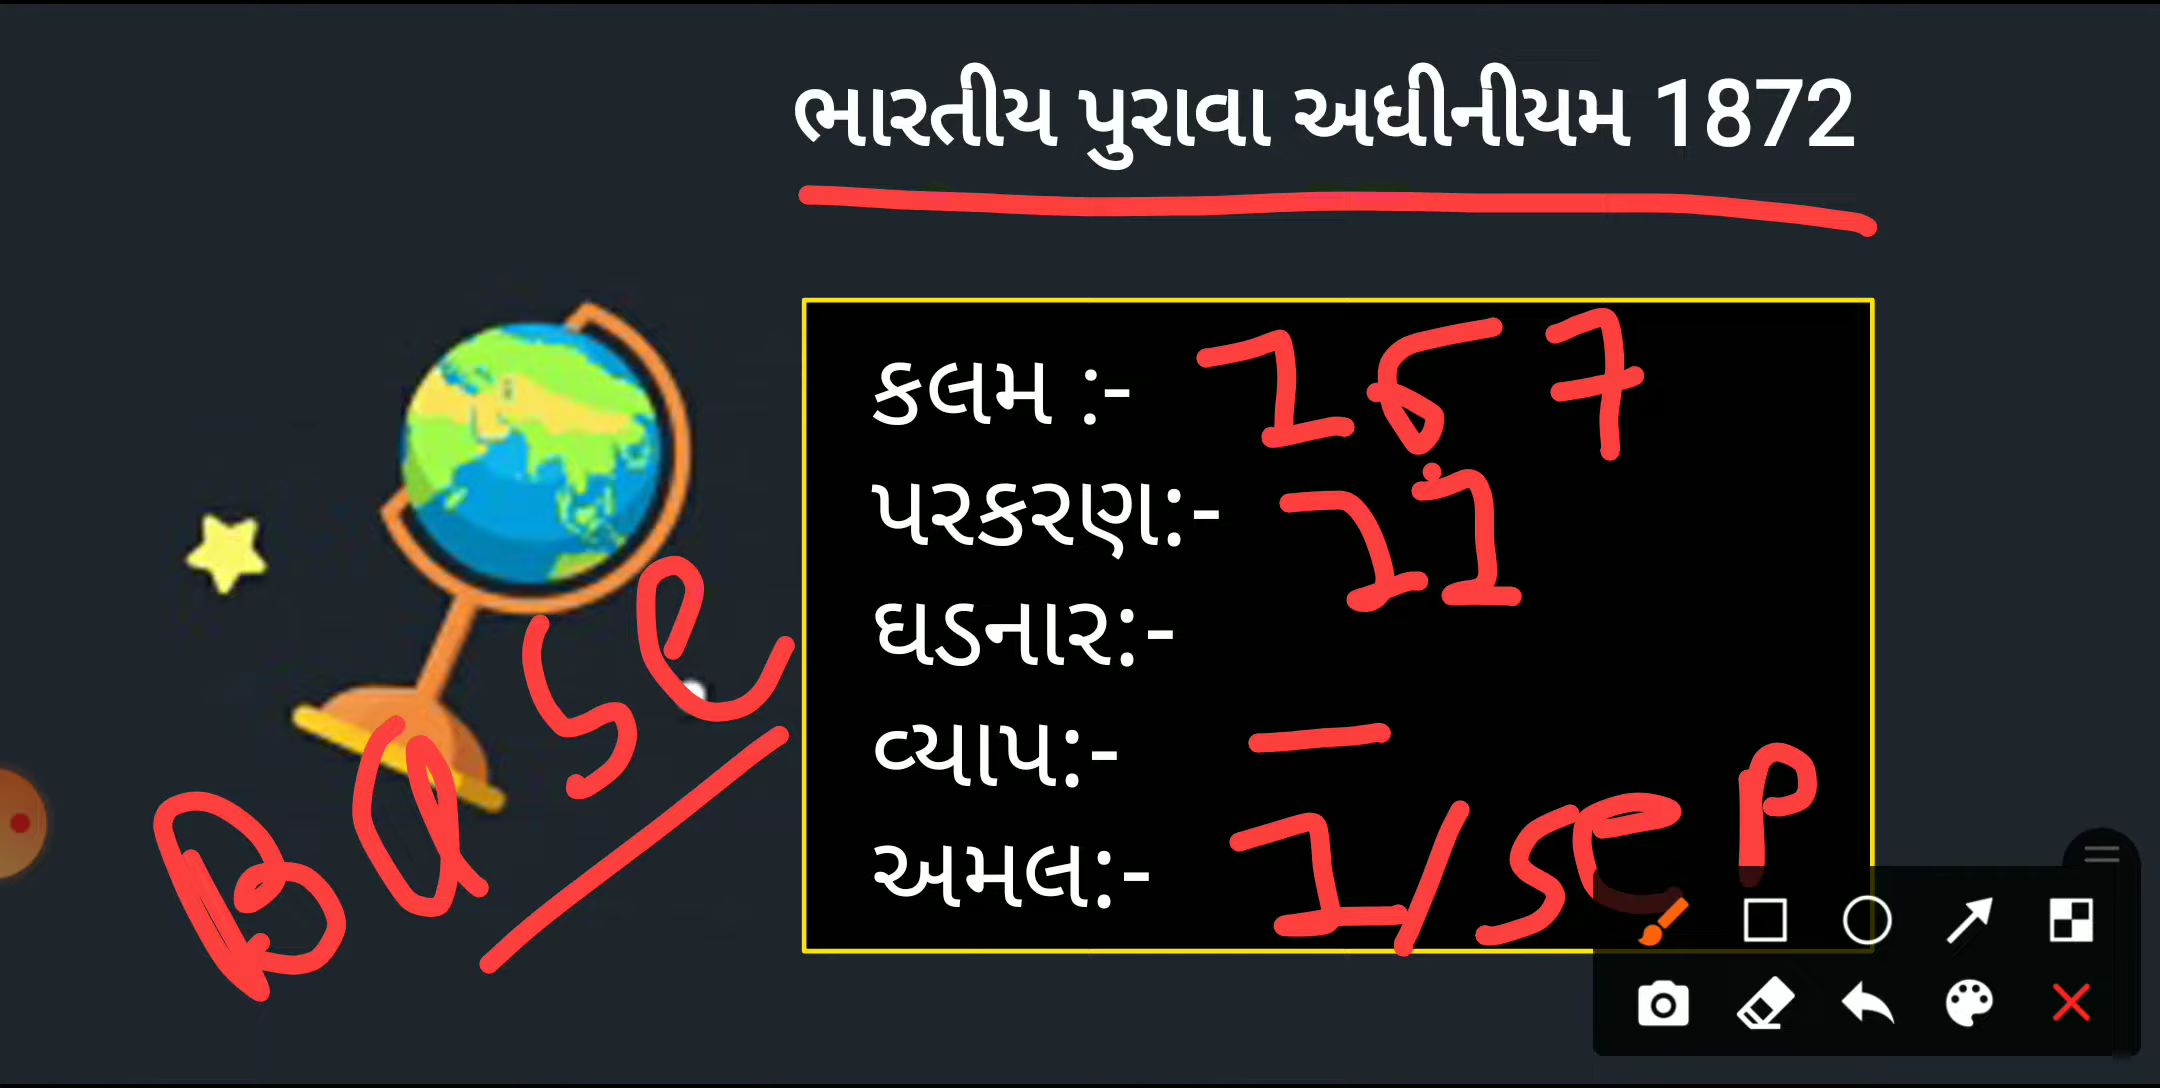 ભારતીય પુરાવા અધીનીયમ 1872
કલમ :- 167
પરકરણ:- 11
ઘડનાર:-
વ્યાપ:- —
અમલ:- 1/sep
Base